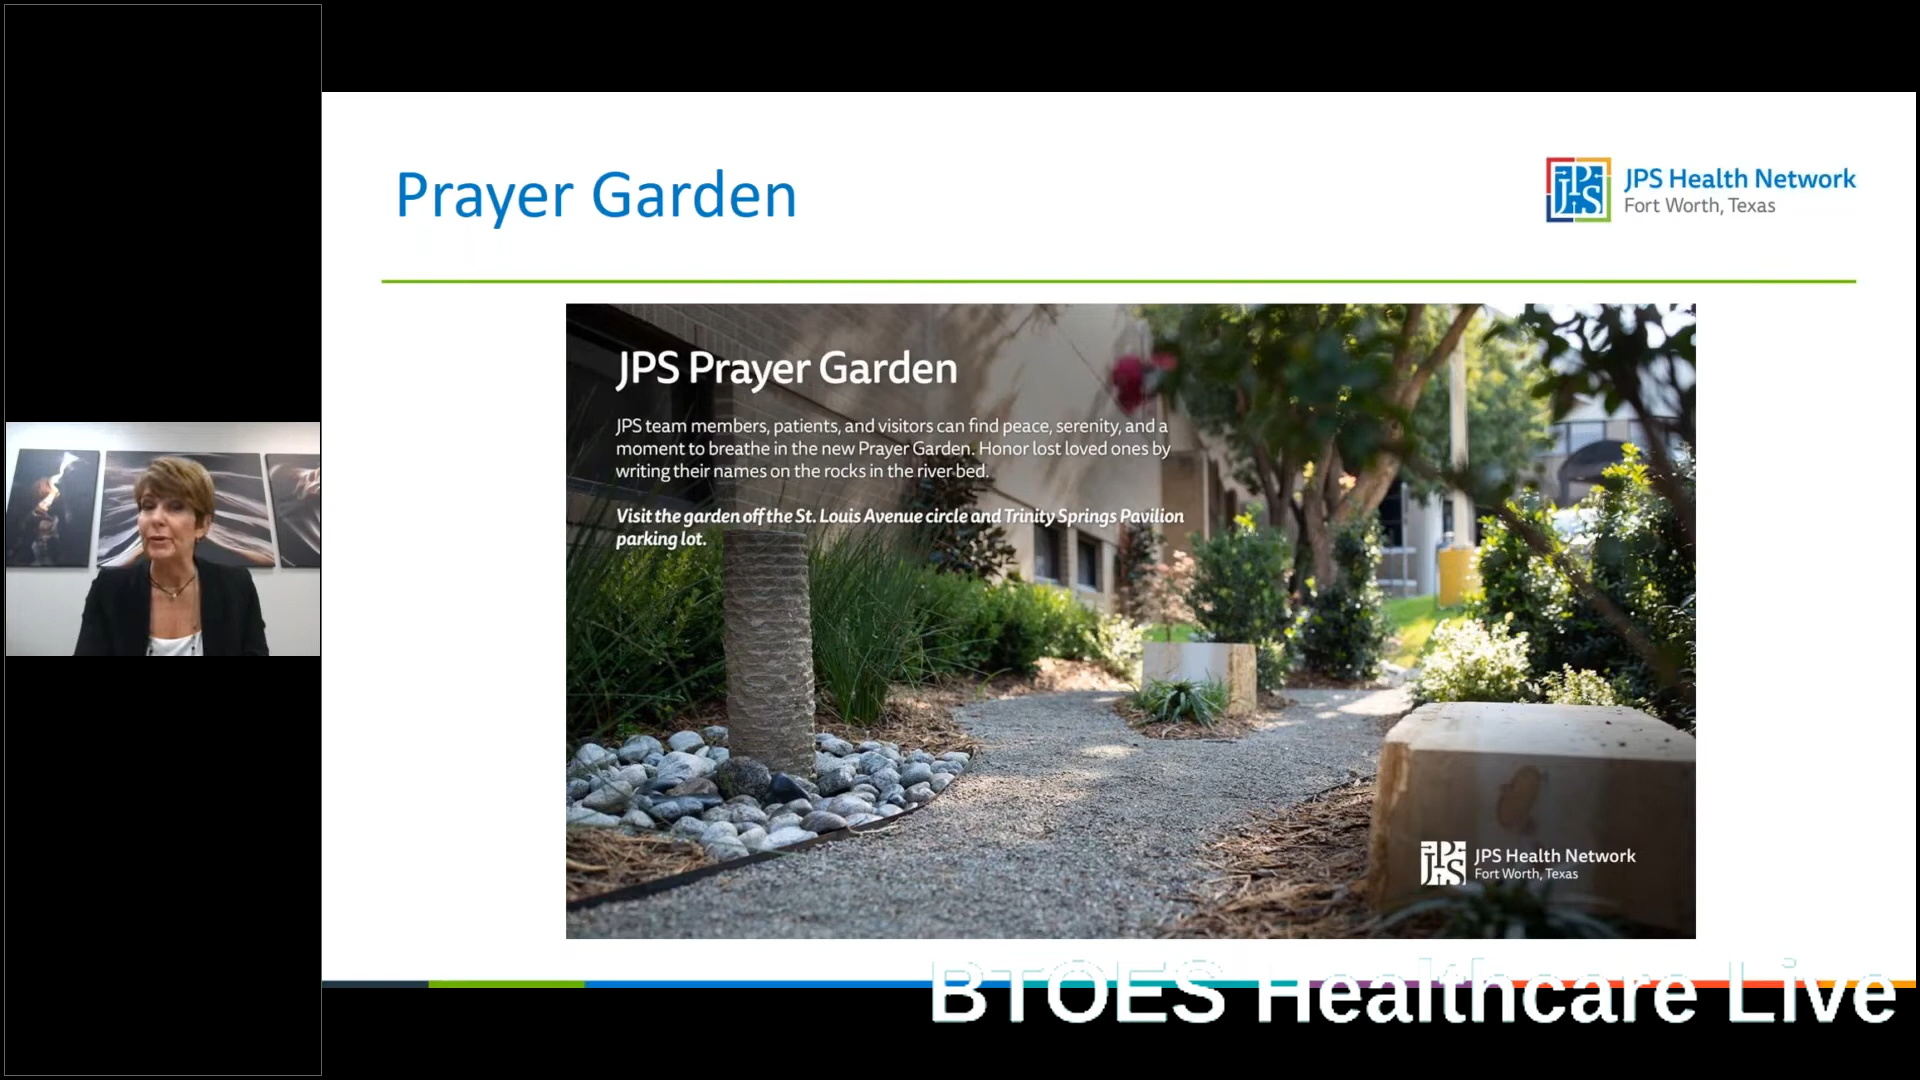 Prayer Garden
JPS
JPS Health Network
Fort Worth, Texas
JPS Prayer Garden
JPS team members, patients, and visitors can find peace, serenity, and a
moment to breathe in the new Prayer Garden. Honor lost loved ones by
writing their names on the rocks in the river bed.
Visit the garden off the St. Louis Avenue circle and Trinity Springs Pavilion
parking lot.
JPS
JPS Health Network
Fort Worth, Texas
BTOES Healthcare Live